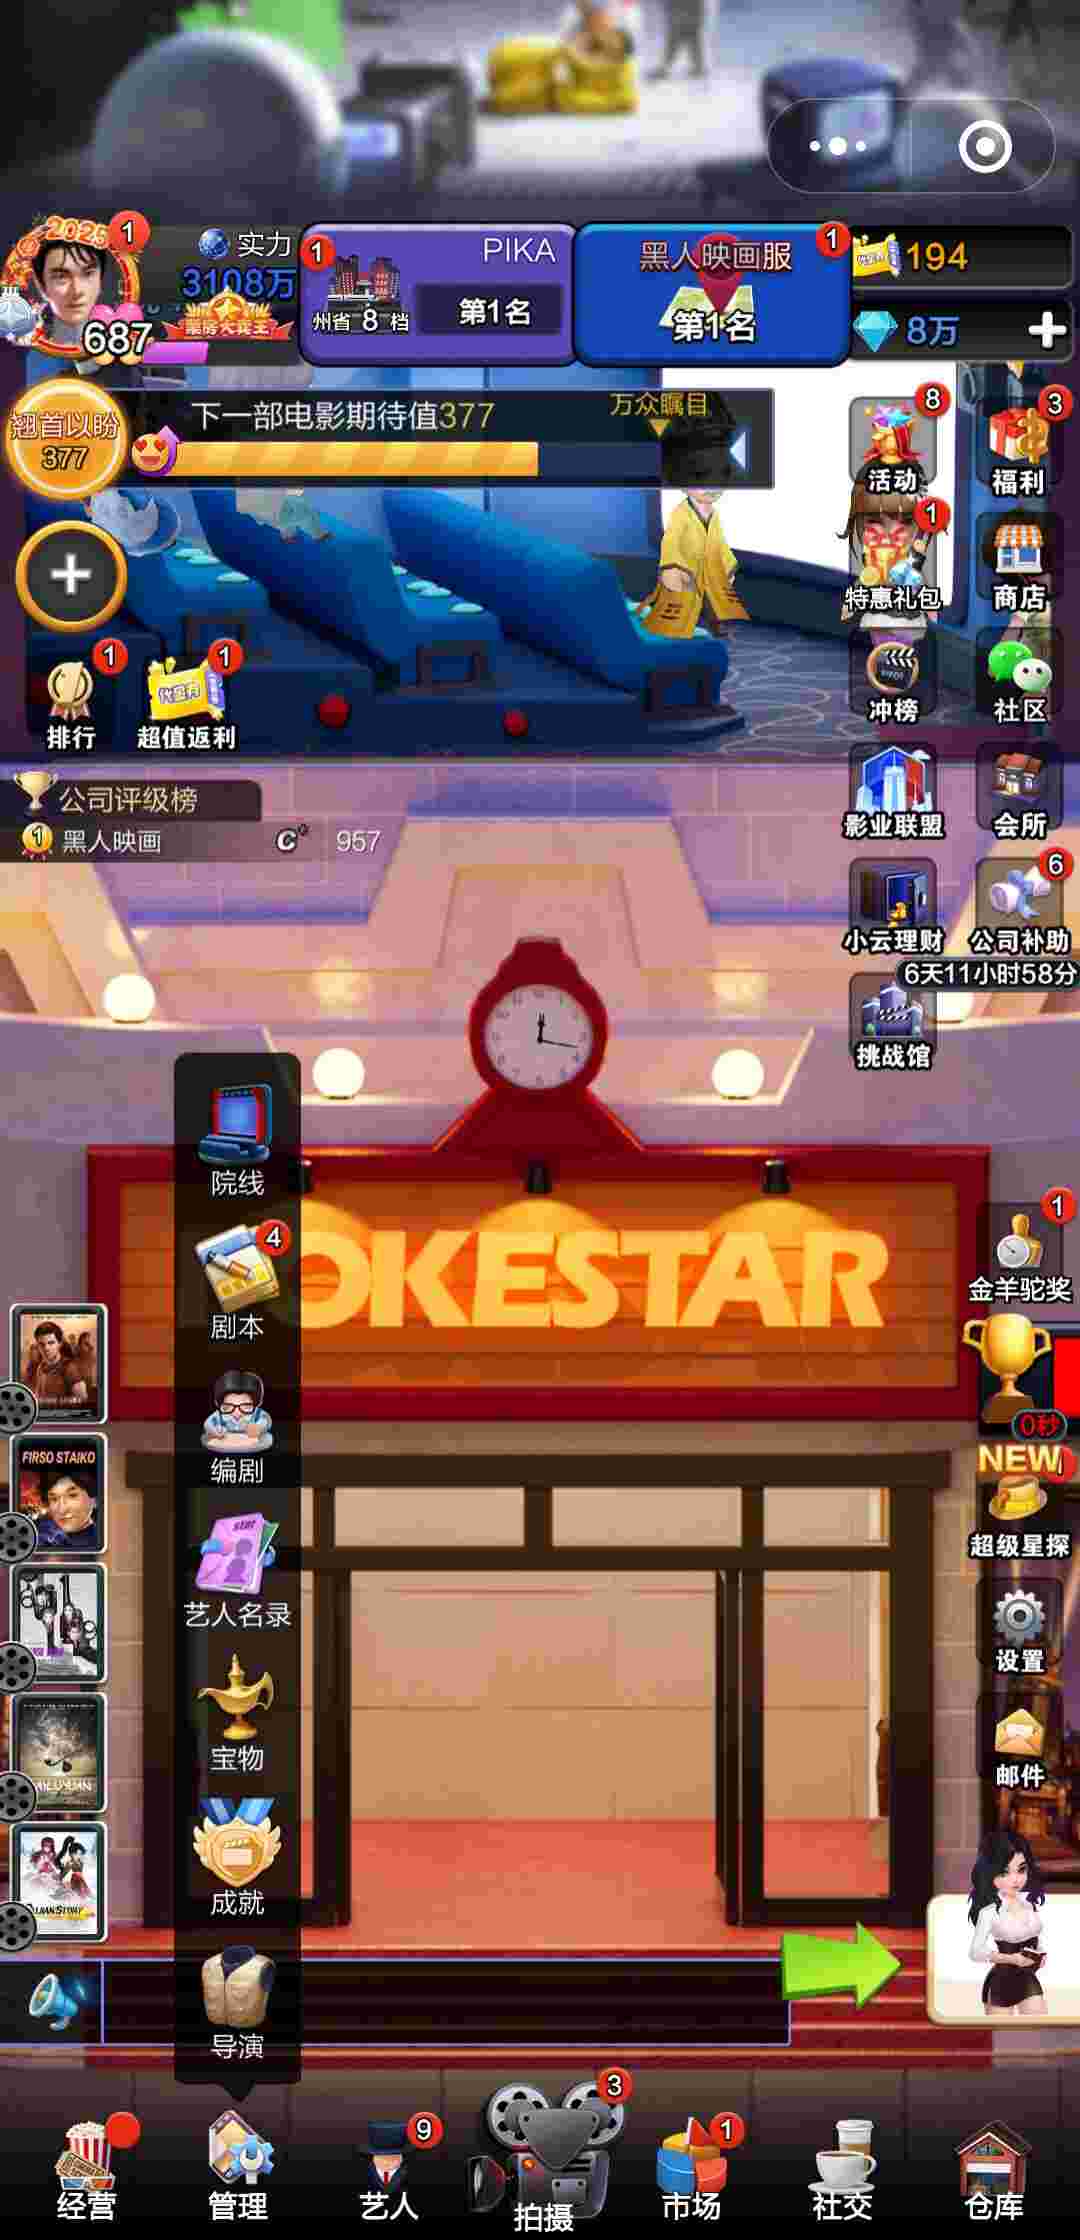 2025
1
实力
3108万
票房大冠王
687
1
PIKA
州省 8 档
第1名
1
黑人映画服
第1名
194
8万
翘首以盼
377
下一部电影期待值377
万众瞩目
8
活动
3
福利
1
特惠礼包
商店
冲榜
社区
1
排行
1
超值返利
公司评级榜
1
黑人映画
C+
957
影业联盟
会所
小云理财
6
公司补助
6天11小时58分
挑战馆
院线
4
剧本
编剧
STAR
艺人名录
宝物
成就
导演
OKESTAR
1
金羊驼奖
0秒
NEW
超级星探
设置
邮件
FIRSO STAIKO
经营
管理
9
艺人
3
拍摄
1
市场
社交
仓库